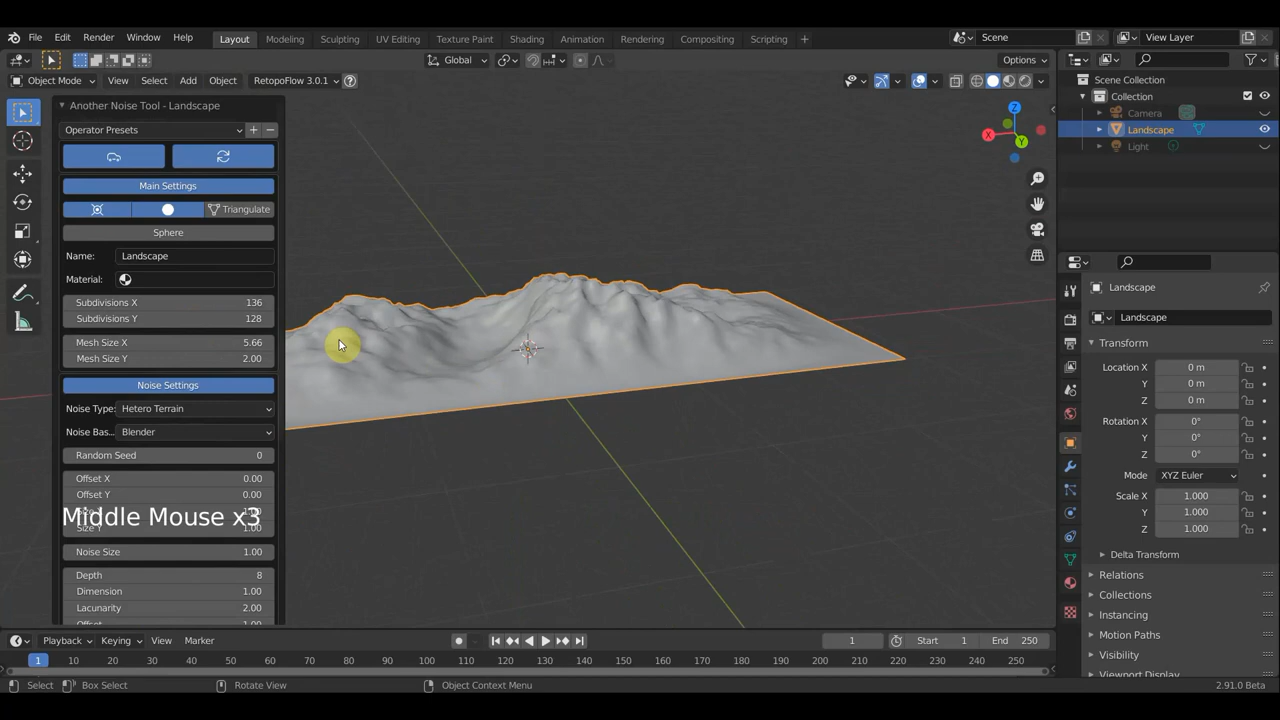 File Edit Render Window Help Layout Modeling Sculpting UV Editing Texture Paint Shading Animation Rendering Compositing Scripting + Scene View Layer
Global Options
Object Mode View Select Add Object RetopoFlow 3.0.1
Another Noise Tool - Landscape
Operator Presets
Main Settings
Triangulate
Sphere
Name: Landscape
Material:
Subdivisions X 136
Subdivisions Y 128
Mesh Size X 5.66
Mesh Size Y 2.00
Noise Settings
Noise Type: Hetero Terrain
Noise Bas... Blender
Random Seed 0
Offset X 0.00
Offset Y 0.00
Middle Mouse x3
Size Y 1.00
Noise Size 1.00
Depth 8
Dimension 1.00
Lacunarity 2.00
Offset 1.00
X Y Z
Scene Collection
Collection
Camera
Landscape
Light
Landscape
Landscape
Transform
Location X 0 m
Y 0 m
Z 0 m
Rotation X 0°
Y 0°
Z 0°
Mode XYZ Euler
Scale X 1.000
Y 1.000
Z 1.000
Delta Transform
Relations
Collections
Instancing
Motion Paths
Visibility
Viewport Display
Playback Keying View Marker 1 Start 1 End 250
1 10 20 30 40 50 60 70 80 90 100 110 120 130 140 150 160 170 180 190 200 210 220 230 240 250
Select Box Select Rotate View Object Context Menu 2.91.0 Beta